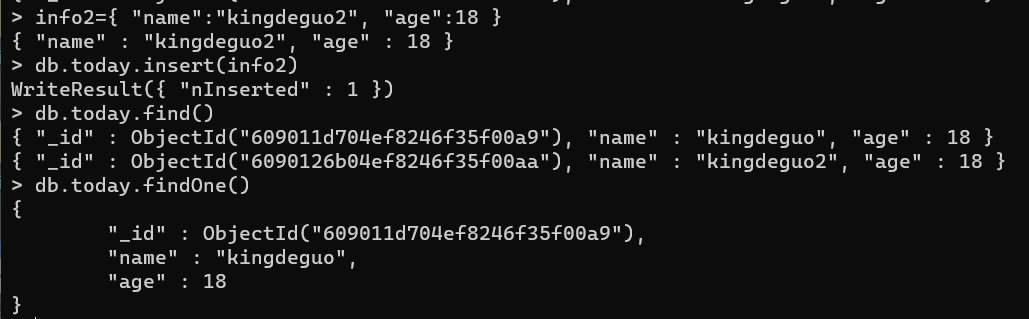 > info2={ "name":"kingdeguo2", "age":18 }
{ "name" : "kingdeguo2", "age" : 18 }
> db.today.insert(info2)
WriteResult({ "nInserted" : 1 })
> db.today.find()
{ "_id" : ObjectId("609011d704ef8246f35f00a9"), "name" : "kingdeguo", "age" : 18 }
{ "_id" : ObjectId("6090126b04ef8246f35f00aa"), "name" : "kingdeguo2", "age" : 18 }
> db.today.findOne()
{
        "_id" : ObjectId("609011d704ef8246f35f00a9"),
        "name" : "kingdeguo",
        "age" : 18
}